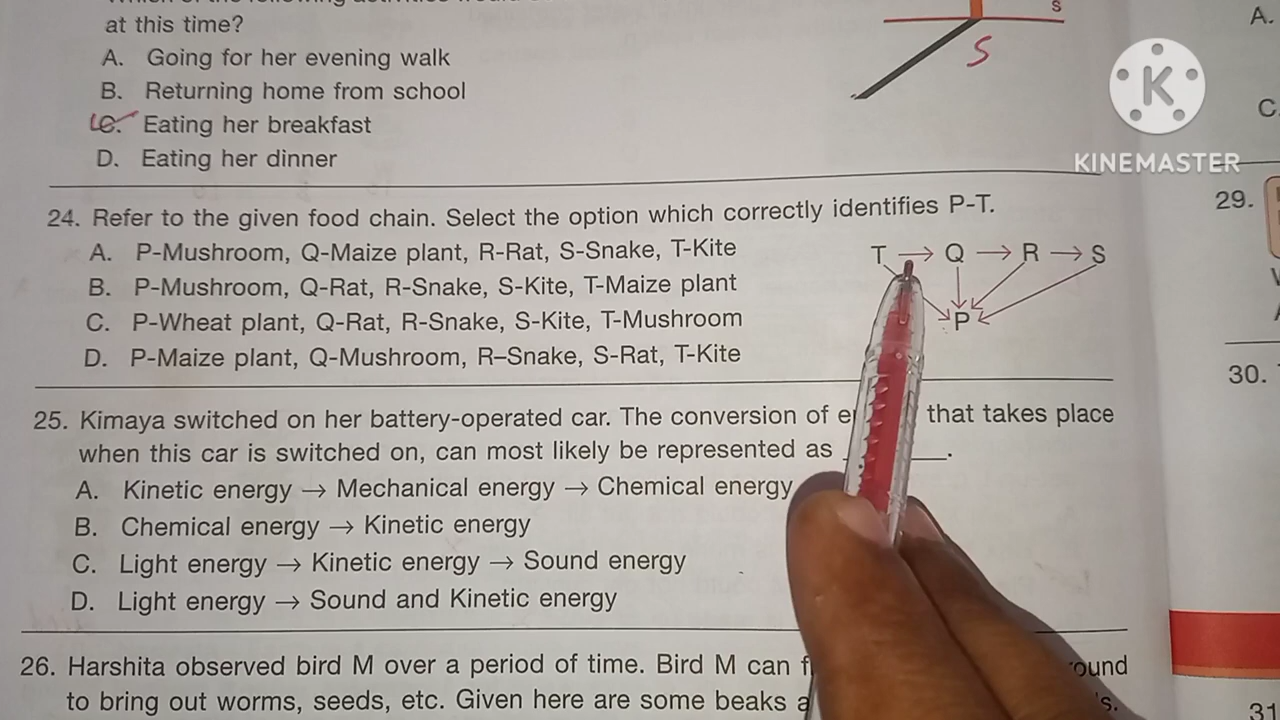 at this time?
A. Going for her evening walk
B. Returning home from school
C. Eating her breakfast
D. Eating her dinner
S
S
A.
C.
K
KINEMASTER
24. Refer to the given food chain. Select the option which correctly identifies P-T.
A. P-Mushroom, Q-Maize plant, R-Rat, S-Snake, T-Kite
B. P-Mushroom, Q-Rat, R-Snake, S-Kite, T-Maize plant
C. P-Wheat plant, Q-Rat, R-Snake, S-Kite, T-Mushroom
D. P-Maize plant, Q-Mushroom, R–Snake, S-Rat, T-Kite
T → Q → R → S
P
29.
30.
25. Kimaya switched on her battery-operated car. The conversion of that takes place
when this car is switched on, can most likely be represented as ______.
A. Kinetic energy → Mechanical energy → Chemical energy
B. Chemical energy → Kinetic energy
C. Light energy → Kinetic energy → Sound energy
D. Light energy → Sound and Kinetic energy
26. Harshita observed bird M over a period of time. Bird M can
to bring out worms, seeds, etc. Given here are some beaks
31